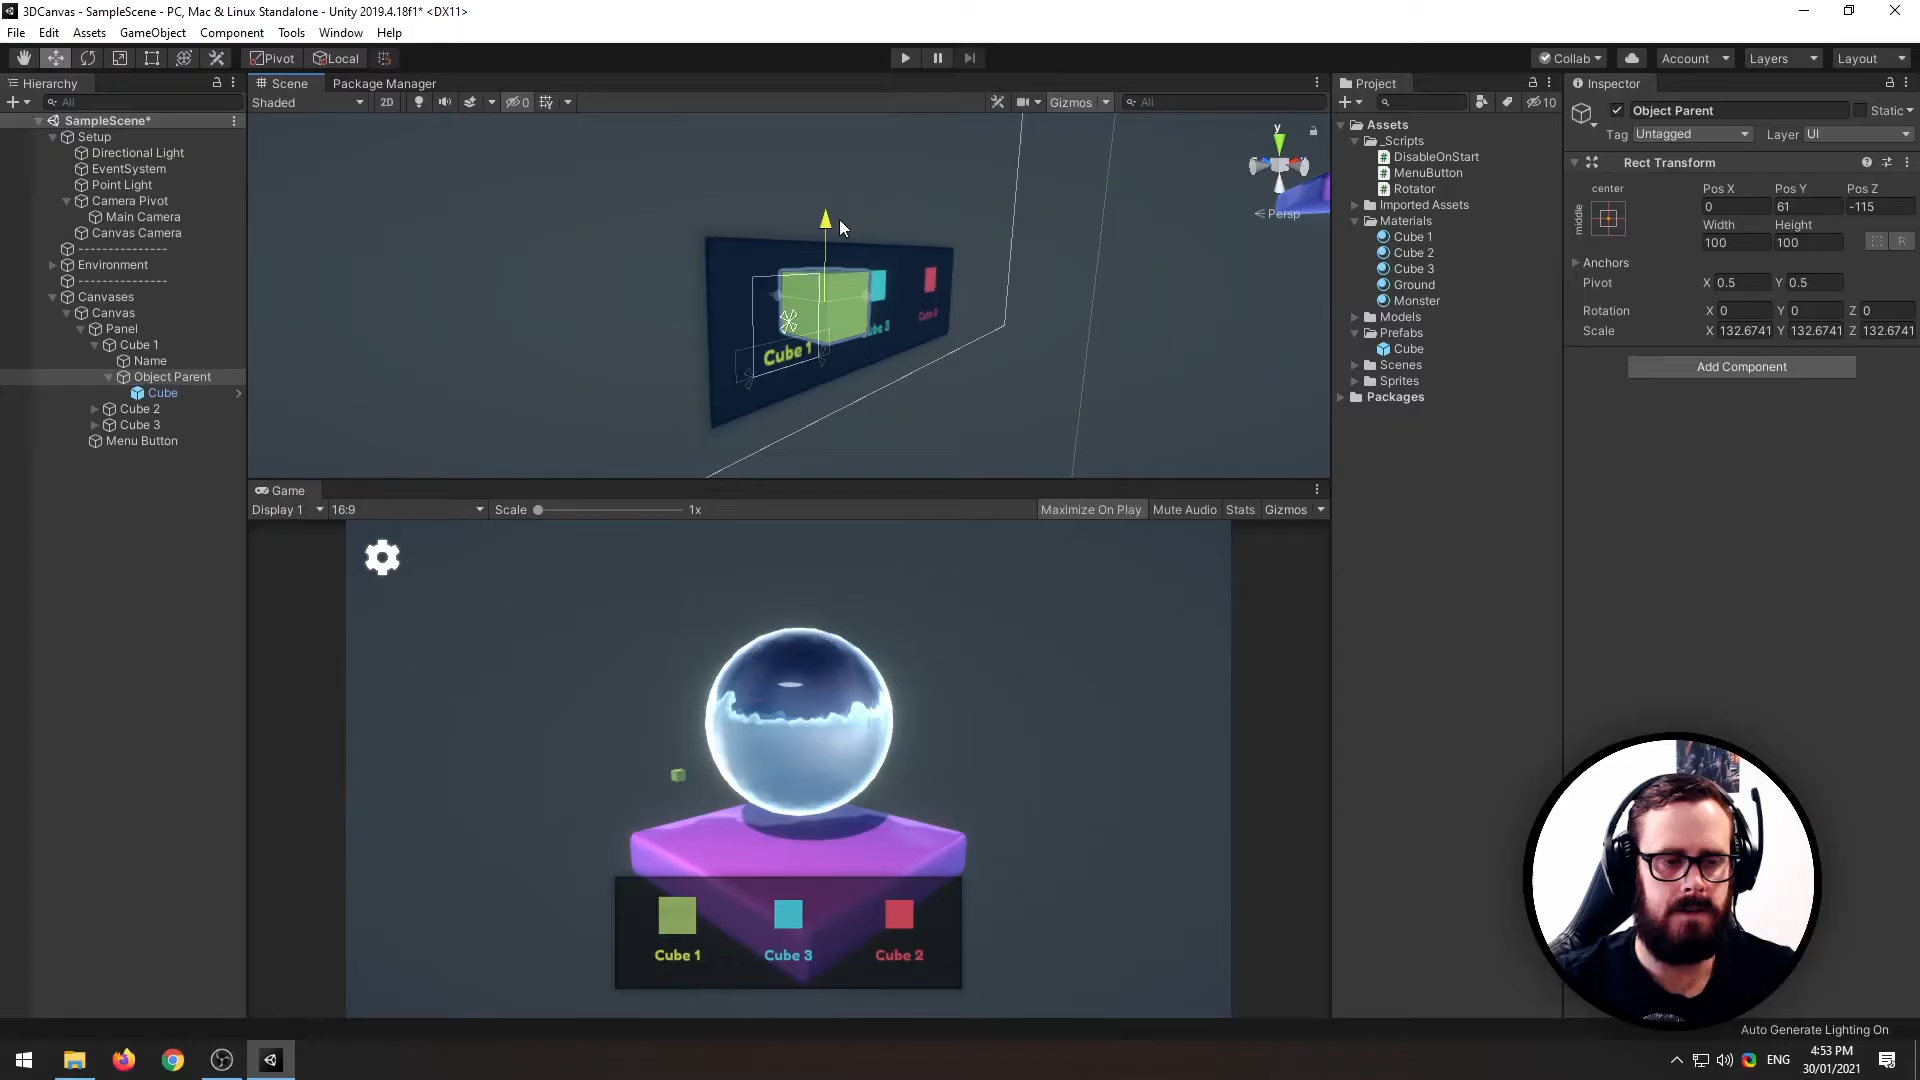 3DCanvas - SampleScene - PC, Mac & Linux Standalone - Unity 2019.4.18f1* <DX11>
File Edit Assets GameObject Component Tools Window Help
Pivot Local Collab Account Layers Layout
Hierarchy
All
SampleScene*
Setup
Directional Light
EventSystem
Point Light
Camera Pivot
Main Camera
Canvas Camera
---------------
Environment
---------------
Canvases
Canvas
Panel
Cube 1
Name
Object Parent
Cube
Cube 2
Cube 3
Menu Button
Scene Package Manager
Shaded 2D 0 Gizmos All
y
Persp
Cube 1
Game
Display 1 16:9 Scale 1x Maximize On Play Mute Audio Stats Gizmos
Cube 1 Cube 3 Cube 2
Project
10
Assets
_Scripts
DisableOnStart
MenuButton
Rotator
Imported Assets
Materials
Cube 1
Cube 2
Cube 3
Ground
Monster
Models
Prefabs
Cube
Scenes
Sprites
Packages
Inspector
Object Parent Static
Tag Untagged Layer UI
Rect Transform
center Pos X Pos Y Pos Z
middle 0 61 -115
Width Height
100 100 R
Anchors
Pivot X 0.5 Y 0.5
Rotation X 0 Y 0 Z 0
Scale X 132.6741 Y 132.6741 Z 132.6741
Add Component
Auto Generate Lighting On
ENG 4:53 PM
30/01/2021